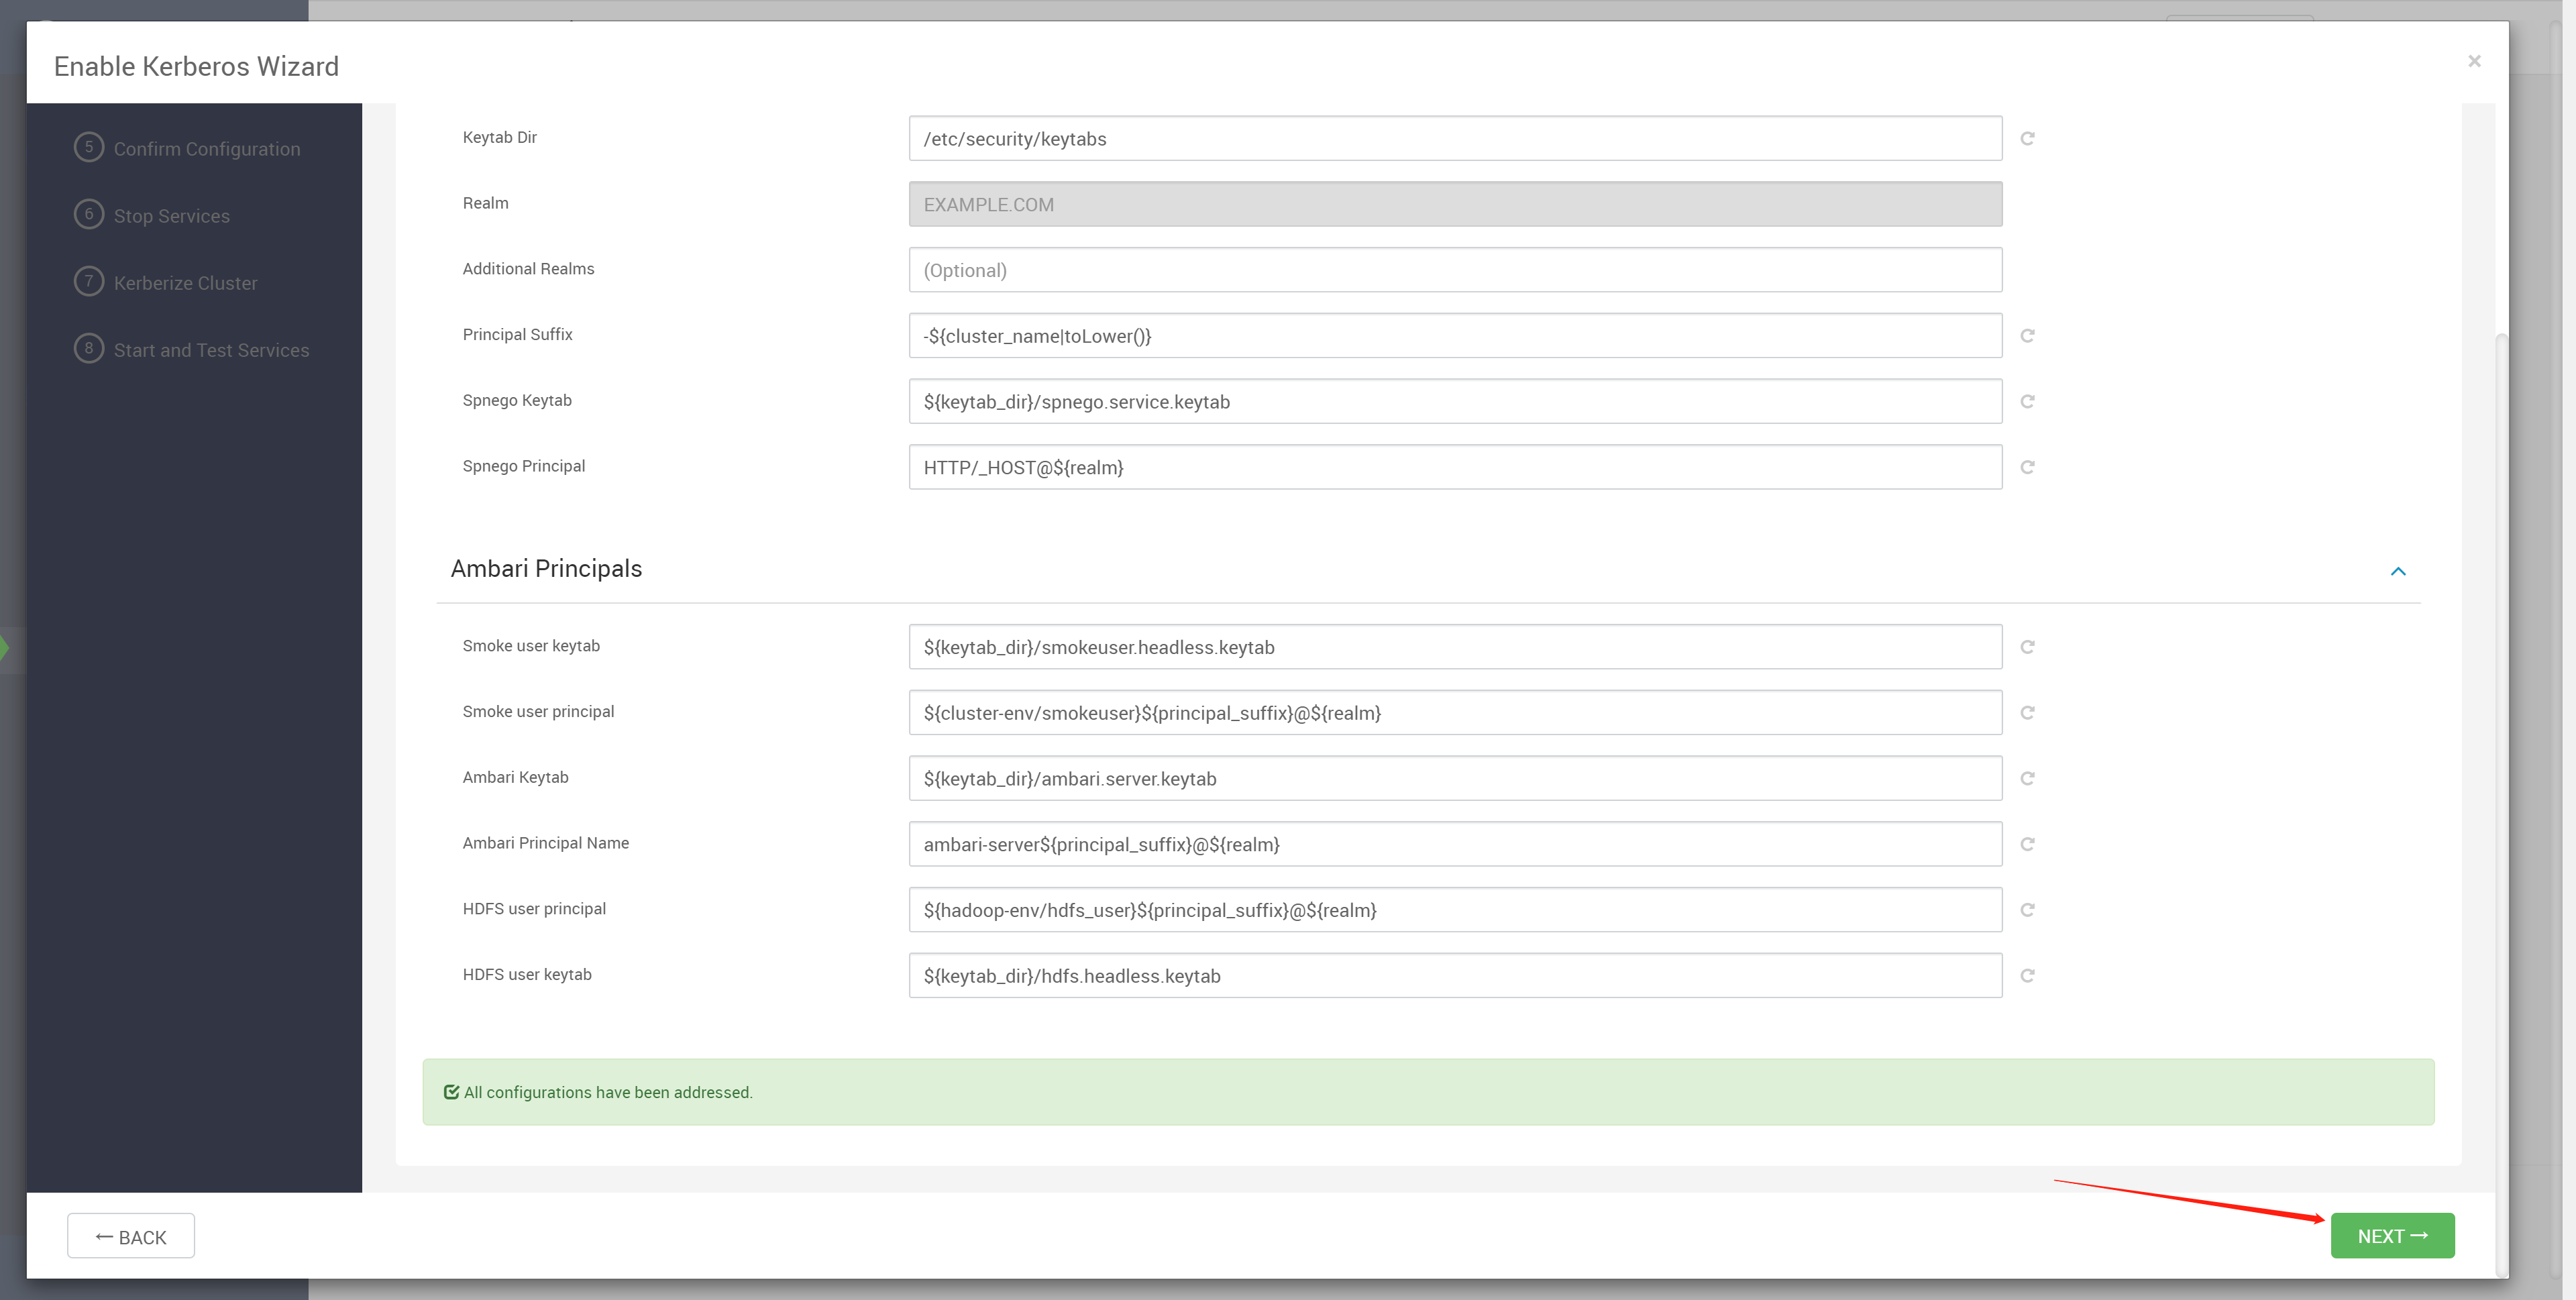 Enable Kerberos Wizard
×
5 Confirm Configuration
6 Stop Services
7 Kerberize Cluster
8 Start and Test Services
Keytab Dir
/etc/security/keytabs
Realm
EXAMPLE.COM
Additional Realms
(Optional)
Principal Suffix
-${cluster_name|toLower()}
Spnego Keytab
${keytab_dir}/spnego.service.keytab
Spnego Principal
HTTP/_HOST@${realm}
Ambari Principals
Smoke user keytab
${keytab_dir}/smokeuser.headless.keytab
Smoke user principal
${cluster-env/smokeuser}${principal_suffix}@${realm}
Ambari Keytab
${keytab_dir}/ambari.server.keytab
Ambari Principal Name
ambari-server${principal_suffix}@${realm}
HDFS user principal
${hadoop-env/hdfs_user}${principal_suffix}@${realm}
HDFS user keytab
${keytab_dir}/hdfs.headless.keytab
All configurations have been addressed.
← BACK
NEXT →